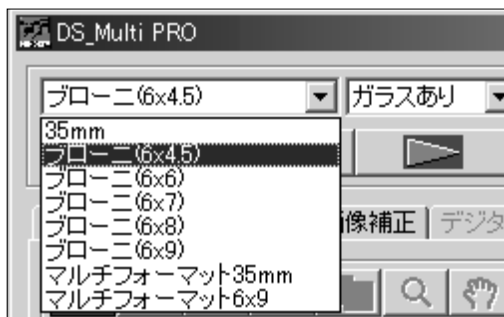 DS_Multi PRO
ブローニ(6x4.5) ガラスあり
35mm
ブローニ(6x4.5)
ブローニ(6x6)
ブローニ(6x7)
ブローニ(6x8)
ブローニ(6x9)
マルチフォーマット35mm
マルチフォーマット6x9
像補正 デジタ